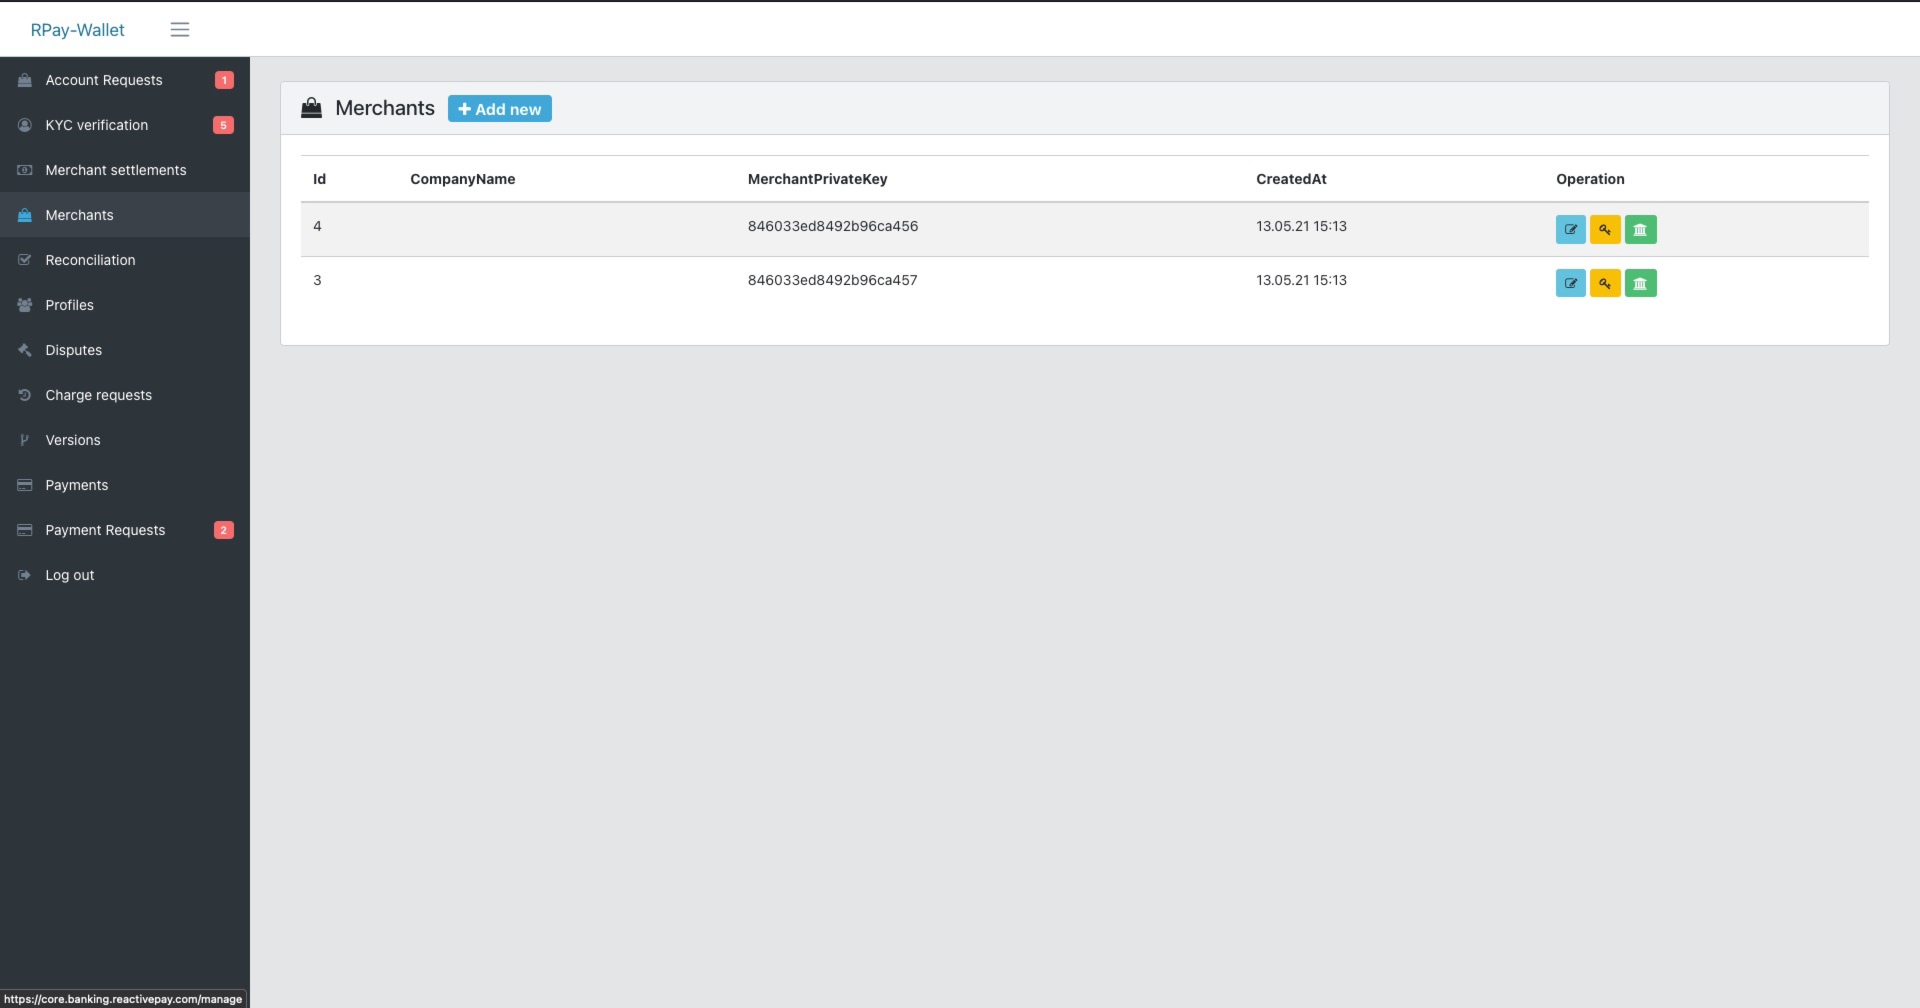 RPay-Wallet
Account Requests 1
KYC verification 5
Merchant settlements
Merchants
Reconciliation
Profiles
Disputes
Charge requests
Versions
Payments
Payment Requests 2
Log out
Merchants + Add new
Id CompanyName MerchantPrivateKey CreatedAt Operation
4 846033ed8492b96ca456 13.05.21 15:13
3 846033ed8492b96ca457 13.05.21 15:13
https://core.banking.reactivepay.com/manage